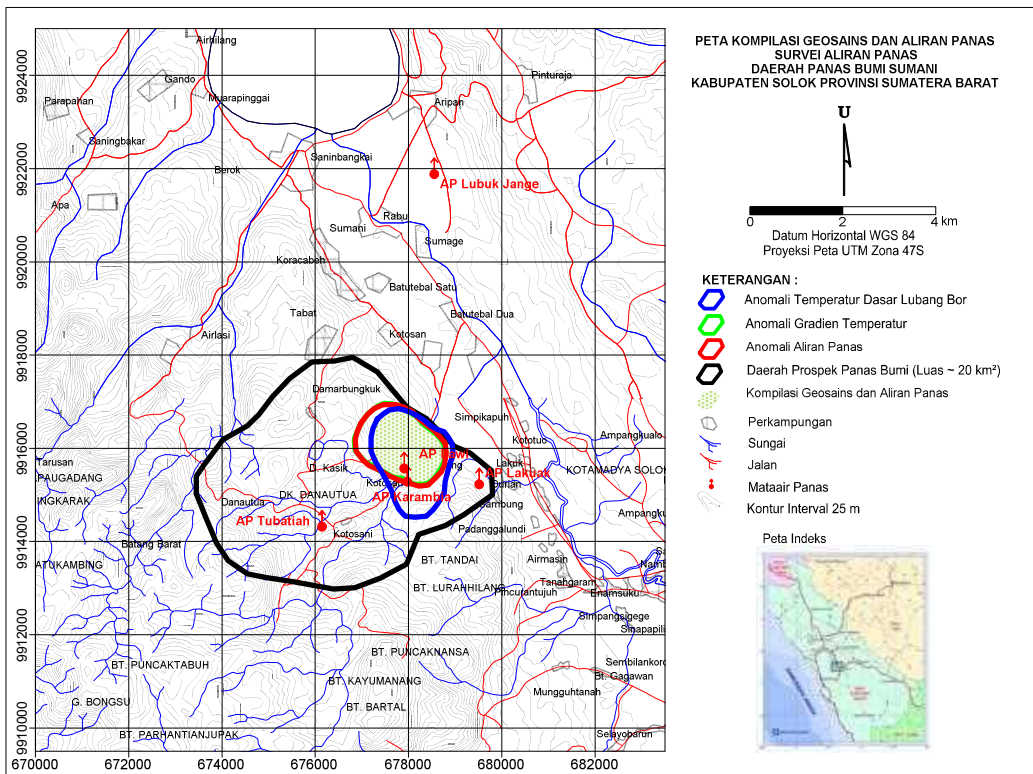 PETA KOMPILASI GEOSAINS DAN ALIRAN PANAS
SURVEI ALIRAN PANAS
DAERAH PANAS BUMI SUMANI
KABUPATEN SOLOK PROVINSI SUMATERA BARAT
U
0 2 4 km
Datum Horizontal WGS 84
Proyeksi Peta UTM Zona 47S
KETERANGAN :
Anomali Temperatur Dasar Lubang Bor
Anomali Gradien Temperatur
Anomali Aliran Panas
Daerah Prospek Panas Bumi (Luas ~ 20 km²)
Kompilasi Geosains dan Aliran Panas
Perkampungan
Sungai
Jalan
Mataair Panas
Kontur Interval 25 m
Peta Indeks
9924000
9922000
9920000
9918000
9916000
9914000
9912000
9910000
670000 672000 674000 676000 678000 680000 682000
Airhilang
Gando
Pinturaja
Parapahan
Muarapinggai
Aripan
Saningbakar
Saninbangkai
Berok
AP Lubuk Jange
Apa
Rabu
Sumani
Sumage
Koracabeh
Batutebal Satu
Tabat
Batutebal Dua
Airlasi
Kotosan
Damarbungkuk
Simpikapuh
Kototuo
Ampangkualo
Tarusan
Lakuk
D. Kasik
AP Lakuak
KOTAMADYA SOLOK
PAUGADANG
AP Karambia
INGKARAK
Danautua
DK. DANAUTUA
AP Tubatiah
Kotosani
Padanggalundi
Batang Barat
BT. TANDAI
Airmasin
ATUKAMBING
Tanahgaram
BT. LURAHHILANG
Pincurantujuh
Enamsuku
Simpangsigege
BT. PUNCAKNANSA
BT. PUNCAKTABUH
Sembilankoro
BT. KAYUMANANG
Bt. Gagawan
Mungguhtanah
G. BONGSU
BT. BARTAL
BT. PARHANTIANJUPAK
Selayobarun